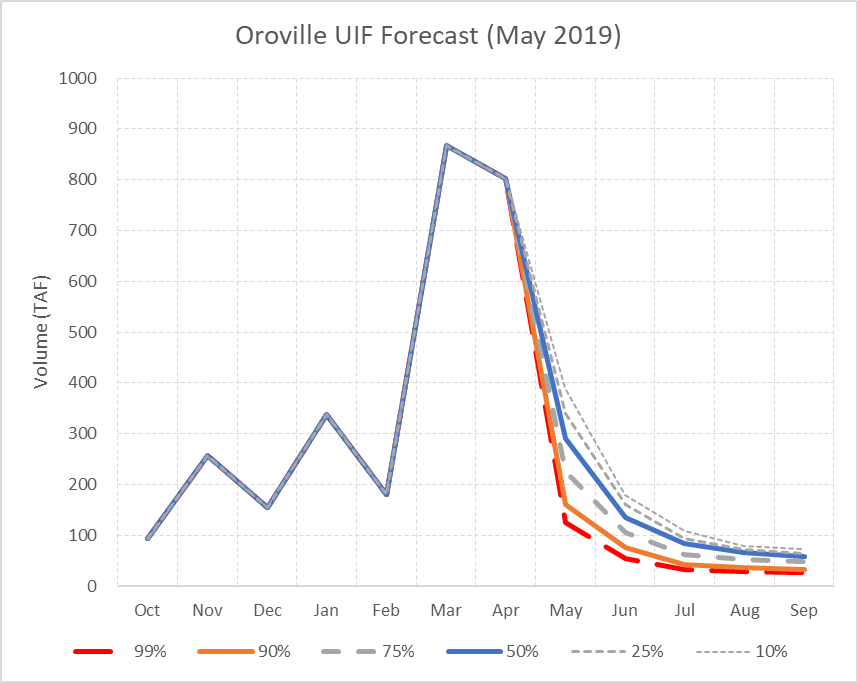 Oroville UIF Forecast (May 2019)
1000
900
800
700
600
500
400
300
200
100
0
Volume (TAF)
Oct Nov Dec Jan Feb Mar Apr May Jun Jul Aug Sep
99% 90% 75% 50% 25% 10%